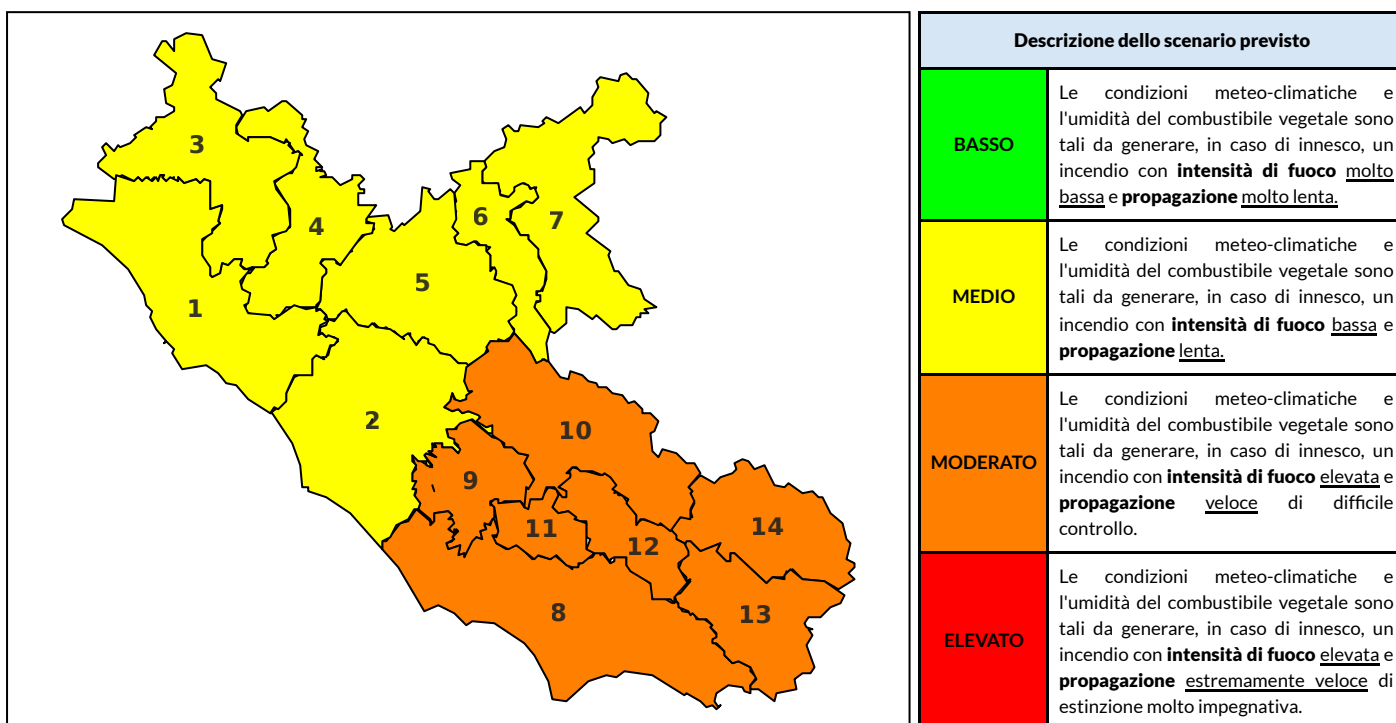 3
4
6
7
5
1
2
10
9
14
11
12
8
13
Descrizione dello scenario previsto
BASSO
Le condizioni meteo-climatiche e
l'umidità del combustibile vegetale sono
tali da generare, in caso di innesco, un
incendio con intensità di fuoco molto
bassa e propagazione molto lenta.
MEDIO
Le condizioni meteo-climatiche e
l'umidità del combustibile vegetale sono
tali da generare, in caso di innesco, un
incendio con intensità di fuoco bassa e
propagazione lenta.
MODERATO
Le condizioni meteo-climatiche e
l'umidità del combustibile vegetale sono
tali da generare, in caso di innesco, un
incendio con intensità di fuoco elevata e
propagazione veloce di difficile
controllo.
ELEVATO
Le condizioni meteo-climatiche e
l'umidità del combustibile vegetale sono
tali da generare, in caso di innesco, un
incendio con intensità di fuoco elevata e
propagazione estremamente veloce di
estinzione molto impegnativa.